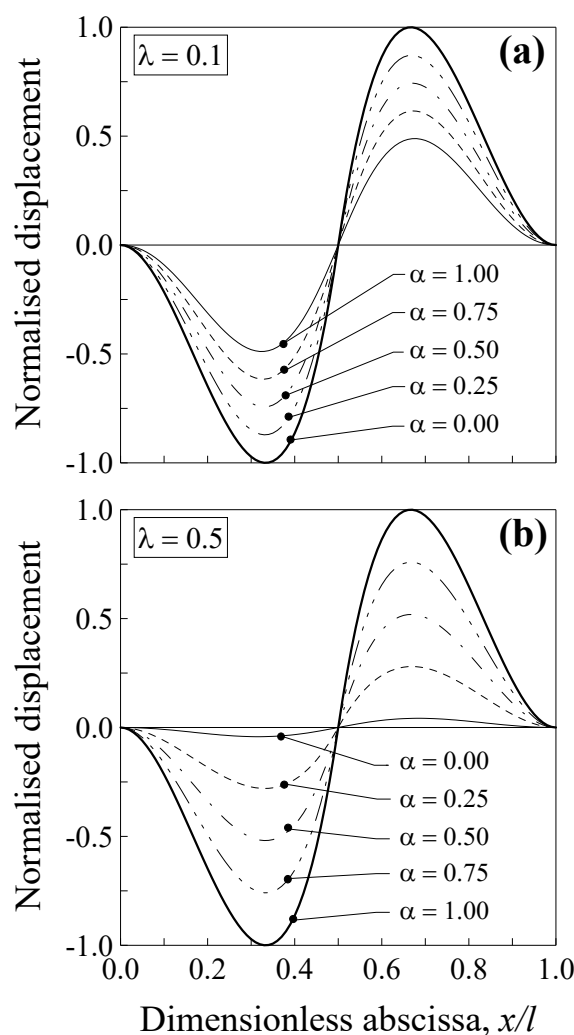 1.0
λ = 0.1
(a)
0.5
0.0
-0.5
-1.0
Normalised displacement
α = 1.00
α = 0.75
α = 0.50
α = 0.25
α = 0.00
1.0
λ = 0.5
(b)
0.5
0.0
-0.5
-1.0
Normalised displacement
α = 0.00
α = 0.25
α = 0.50
α = 0.75
α = 1.00
0.0 0.2 0.4 0.6 0.8 1.0
Dimensionless abscissa, x/l